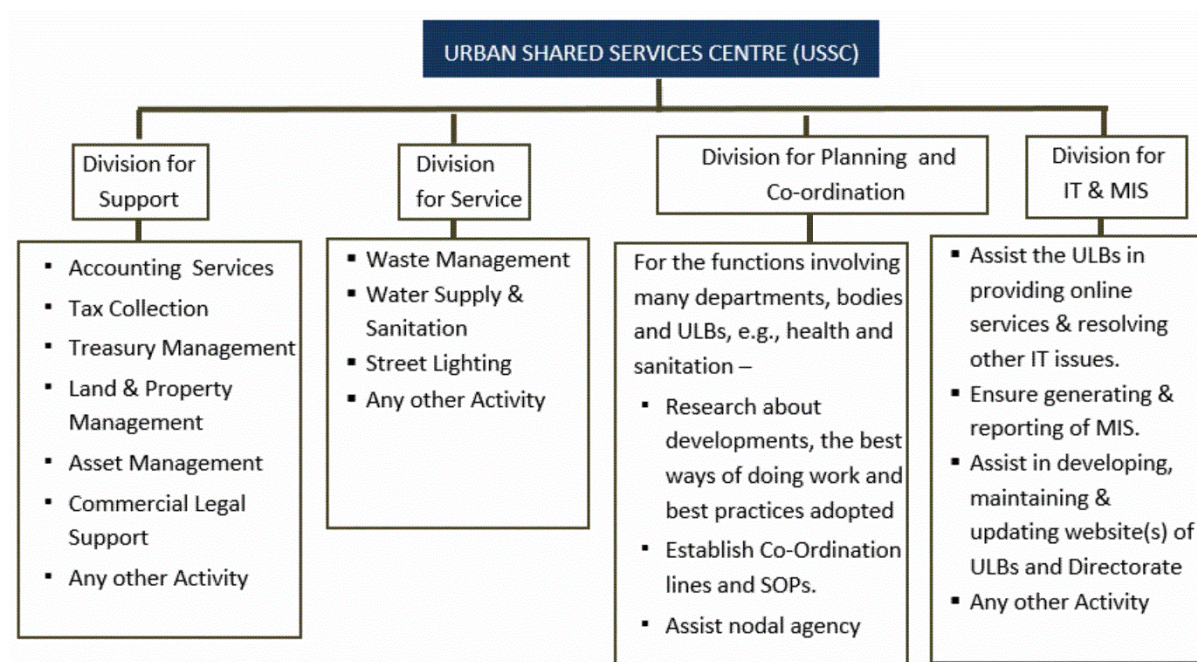 URBAN SHARED SERVICES CENTRE (USSC)
Division for
Support
▪ Accounting Services
▪ Tax Collection
▪ Treasury Management
▪ Land & Property
Management
▪ Asset Management
▪ Commercial Legal
Support
▪ Any other Activity
Division
for Service
▪ Waste Management
▪ Water Supply &
Sanitation
▪ Street Lighting
▪ Any other Activity
Division for Planning and
Co-ordination
For the functions involving
many departments, bodies
and ULBs, e.g., health and
sanitation –
▪ Research about
developments, the best
ways of doing work and
best practices adopted
▪ Establish Co-Ordination
lines and SOPs.
▪ Assist nodal agency
Division for
IT & MIS
▪ Assist the ULBs in
providing online
services & resolving
other IT issues.
▪ Ensure generating &
reporting of MIS.
▪ Assist in developing,
maintaining &
updating website(s) of
ULBs and Directorate
▪ Any other Activity